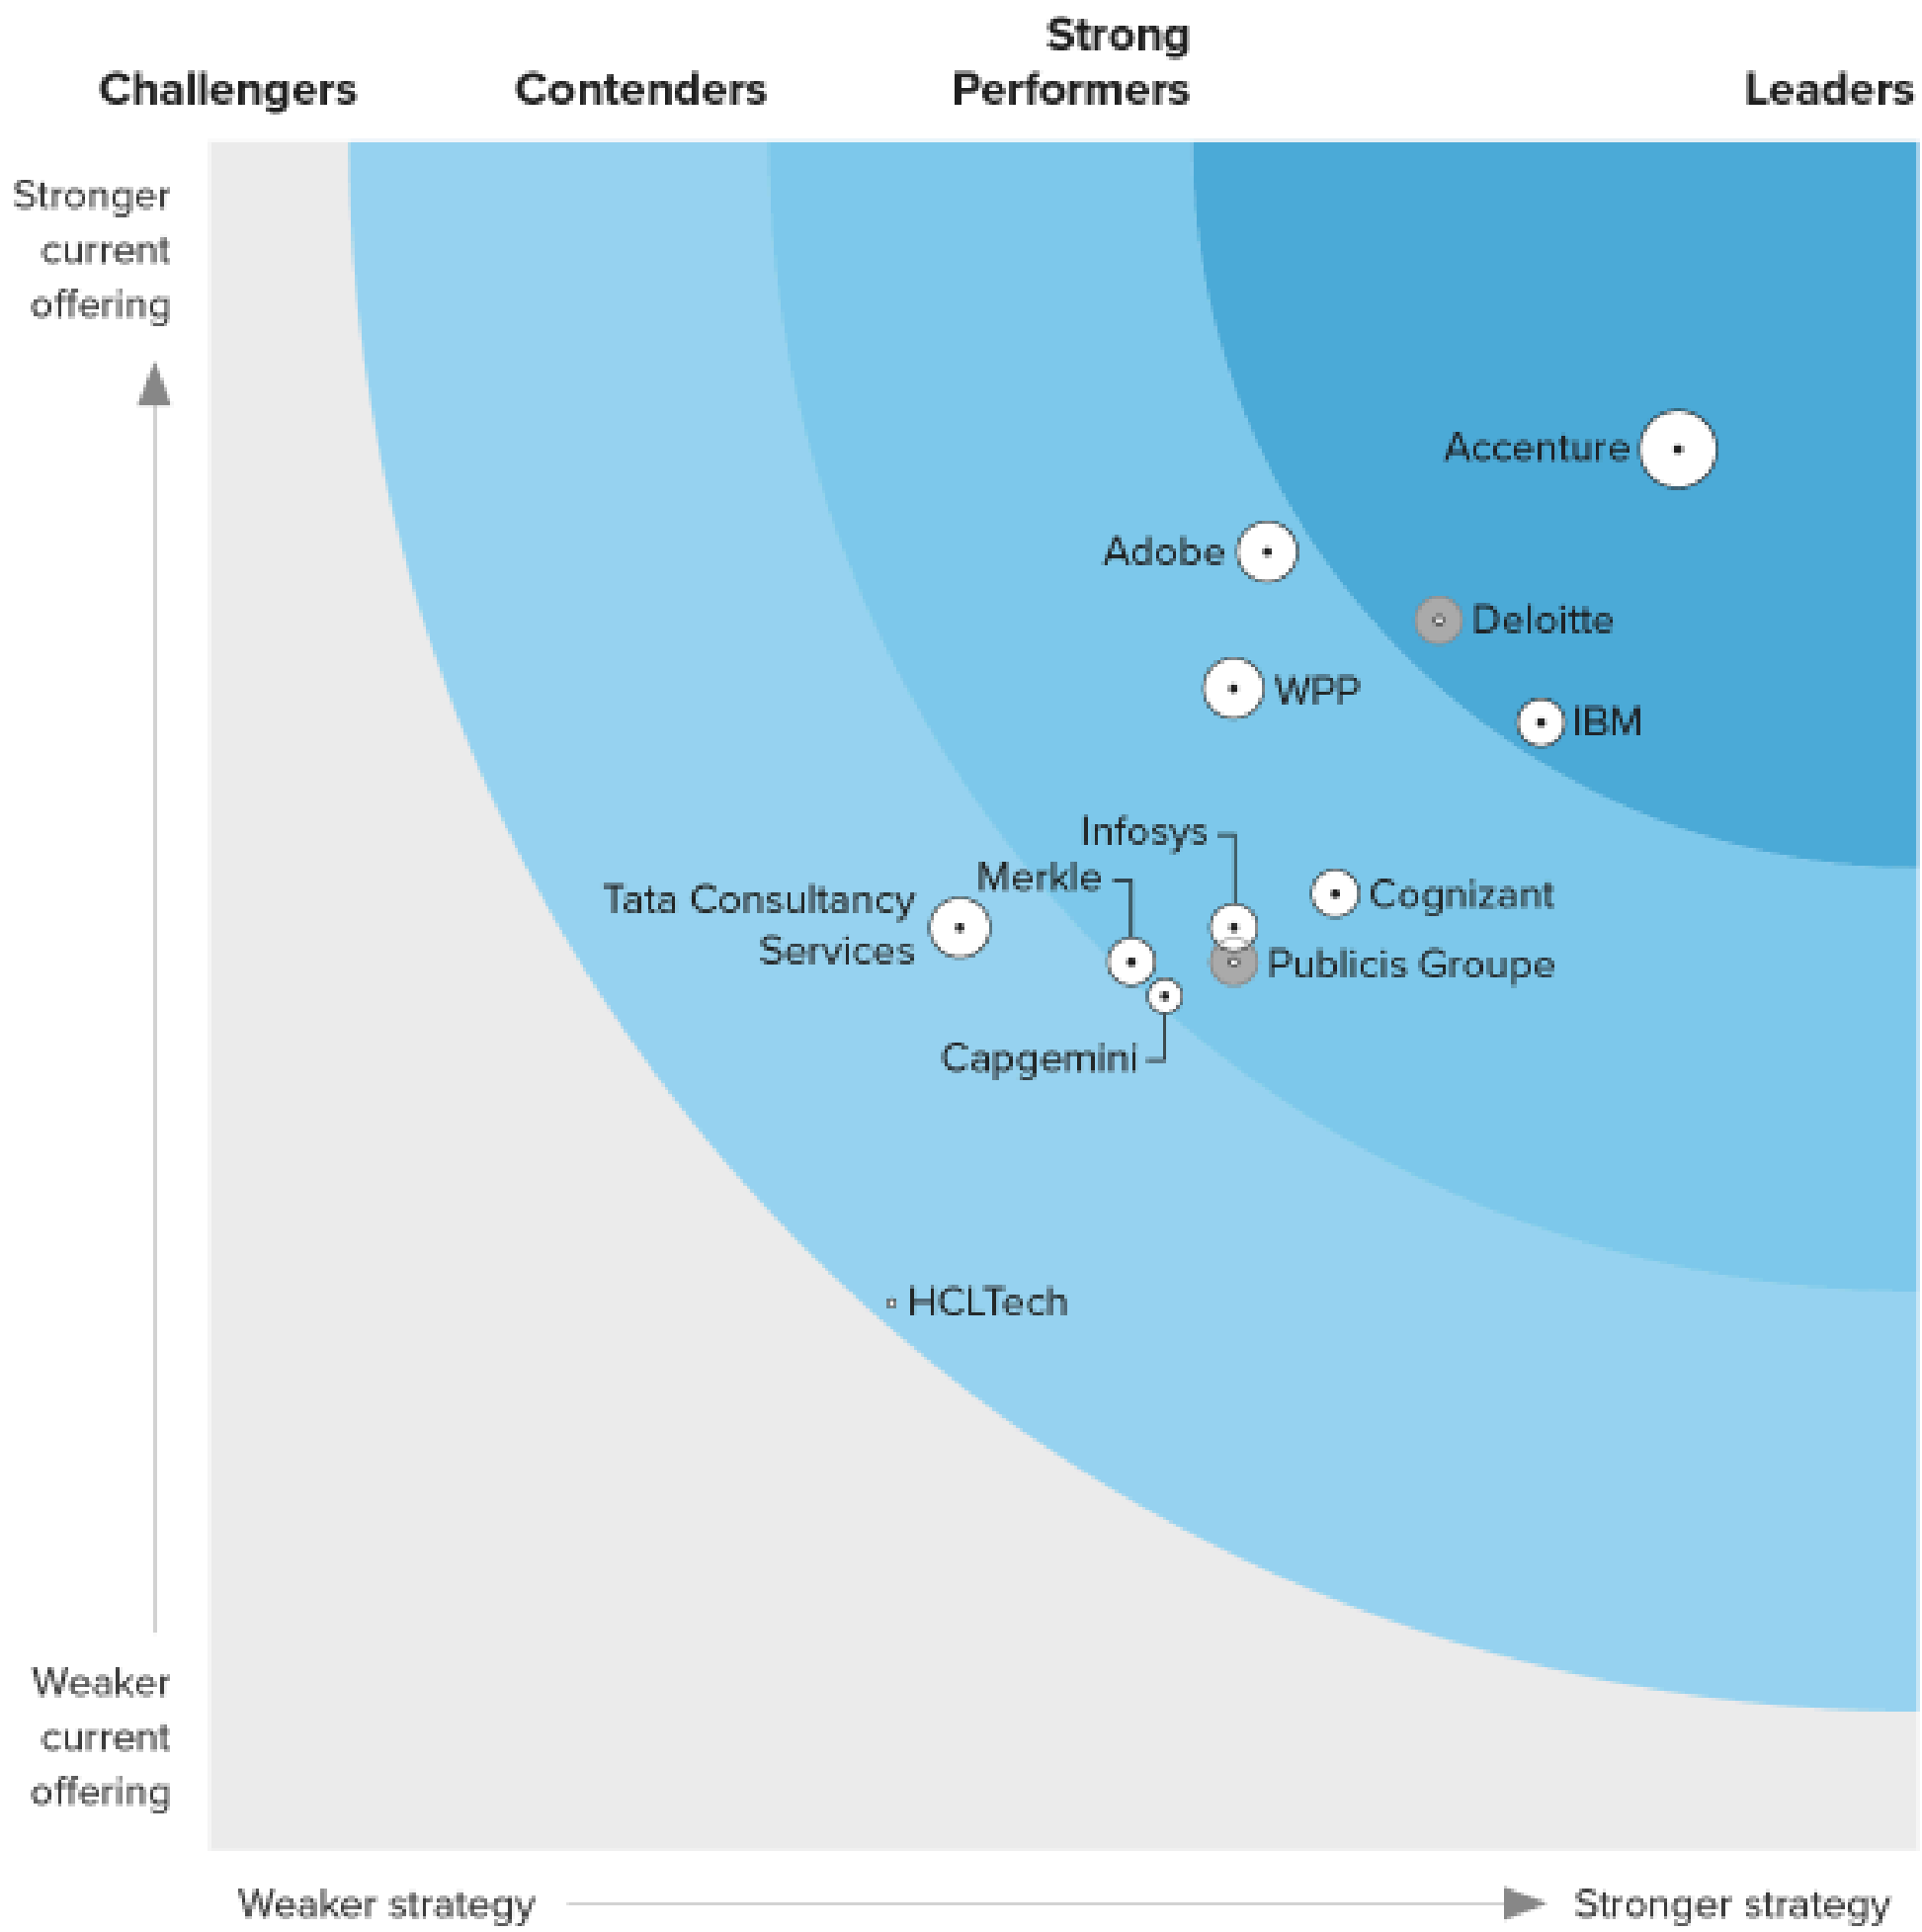 Strong
Challengers Contenders Performers Leaders
Stronger
current
offering
Accenture
Adobe
Deloitte
WPP
IBM
Infosys
Merkle
Cognizant
Tata Consultancy
Services
Publicis Groupe
Capgemini
HCLTech
Weaker
current
offering
Weaker strategy Stronger strategy